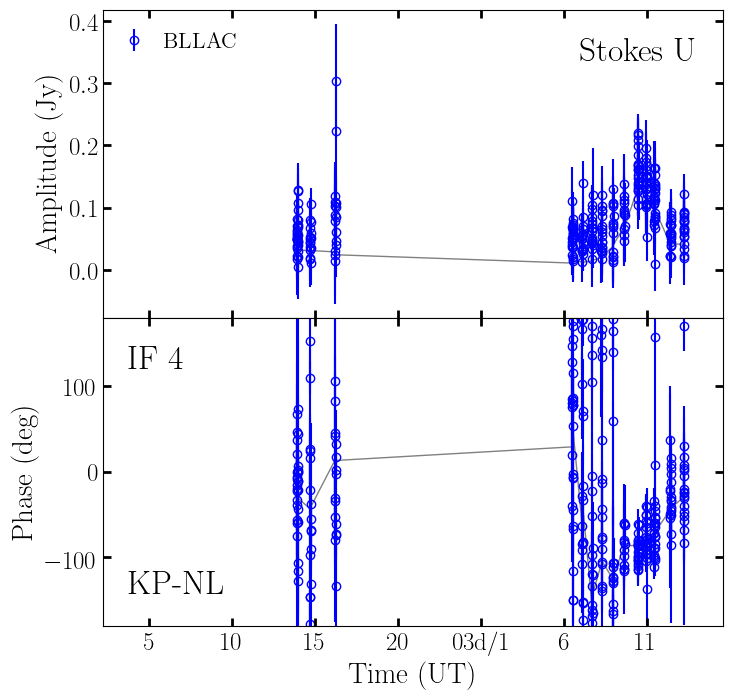 0.4
BLLAC
Stokes U
0.3
0.2
0.1
0.0
Amplitude (Jy)
IF 4
100
0
−100
Phase (deg)
KP-NL
5 10 15 20 03d/1 6 11
Time (UT)